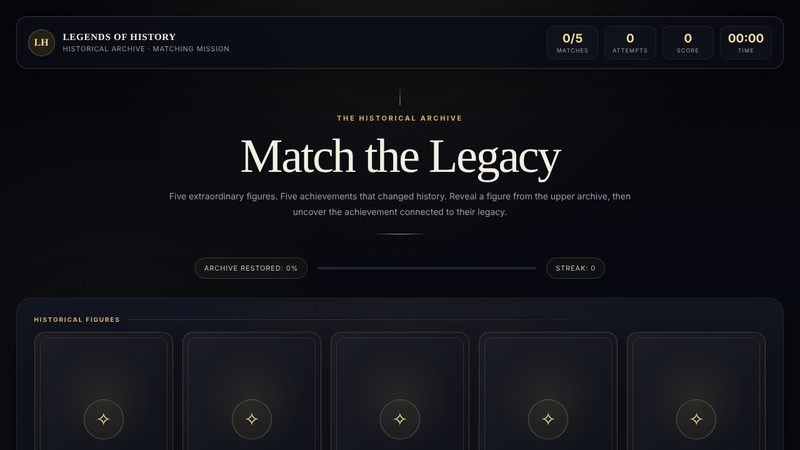 LH
LEGENDS OF HISTORY
HISTORICAL ARCHIVE · MATCHING MISSION
0/5
MATCHES
0
ATTEMPTS
0
SCORE
00:00
TIME
THE HISTORICAL ARCHIVE
Match the Legacy
Five extraordinary figures. Five achievements that changed history. Reveal a figure from the upper archive, then
uncover the achievement connected to their legacy.
ARCHIVE RESTORED: 0%
STREAK: 0
HISTORICAL FIGURES